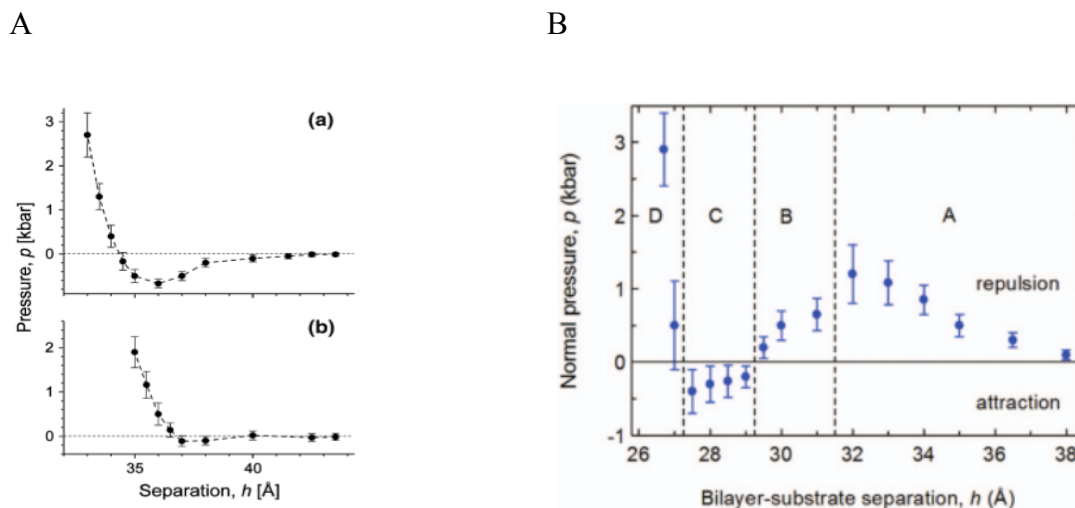 A
B
(a)
3
2
1
0
Pressure, p [kbar]
(b)
2
1
0
35
40
Separation, h [Å]
3
2
1
0
-1
Normal pressure, p (kbar)
D
C
B
A
repulsion
attraction
26
28
30
32
34
36
38
Bilayer-substrate separation, h (Å)